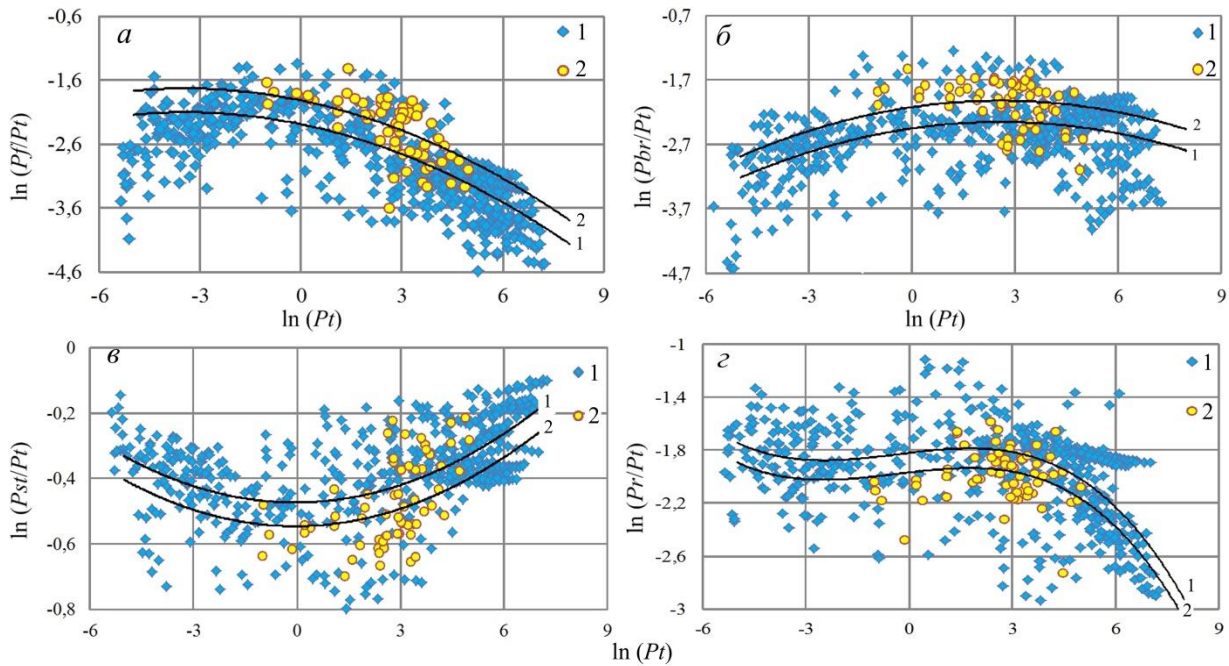 а
-0,6
-1,6
-2,6
-3,6
-4,6
ln (Pf/Pt)
-6 -3 0 3 6 9
ln (Pt)
1
2
2
1
б
-0,7
-1,7
-2,7
-3,7
-4,7
ln (Pbr/Pt)
-6 -3 0 3 6 9
ln (Pt)
1
2
2
1
в
0
-0,2
-0,4
-0,6
-0,8
ln (Pst/Pt)
-6 -3 0 3 6 9
1
2
1
2
г
-1
-1,4
-1,8
-2,2
-2,6
-3
ln (Pr/Pt)
-6 -3 0 3 6 9
1
2
1
2
ln (Pt)